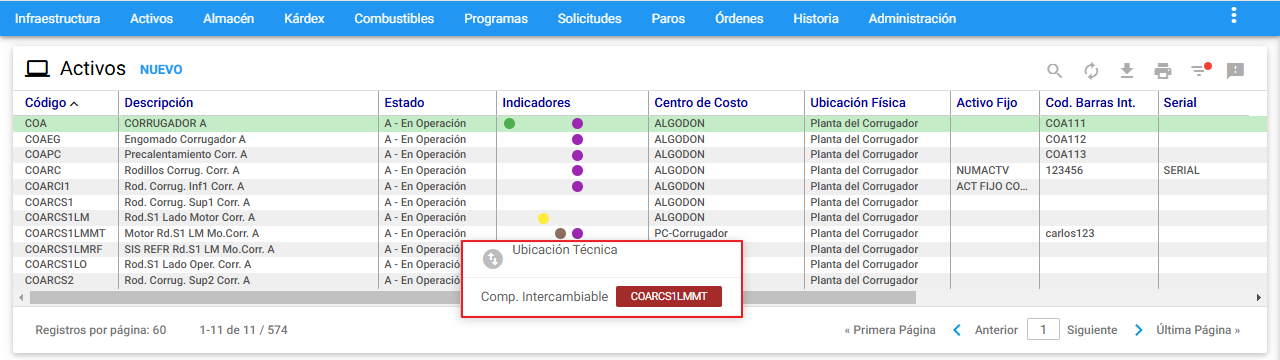 Infraestructura Activos Almacén Kárdex Combustibles Programas Solicitudes Paros Órdenes Historia Administración
Activos NUEVO
Código Descripción Estado Indicadores Centro de Costo Ubicación Física Activo Fijo Cod. Barras Int. Serial
COA CORRUGADOR A A - En Operación ALGODON Planta del Corrugador COA111
COAEG Engomado Corrugador A A - En Operación ALGODON Planta del Corrugador COA112
COAPC Precalentamiento Corr. A A - En Operación ALGODON Planta del Corrugador COA113
COARC Rodillos Corrug. Corr. A A - En Operación ALGODON Planta del Corrugador NUMACTV 123456 SERIAL
COARCI1 Rod. Corrug. Inf1 Corr. A A - En Operación ALGODON Planta del Corrugador ACT FIJO CO...
COARCS1 Rod. Corrug. Sup1 Corr. A A - En Operación ALGODON Planta del Corrugador
COARCS1LM Rod.S1 Lado Motor Corr. A A - En Operación ALGODON Planta del Corrugador
COARCS1LMMT Motor Rd.S1 LM Mo.Corr. A A - En Operación PC-Corrugador Planta del Corrugador carlos123
COARCS1LMRF SIS REFR Rd.S1 LM Mo.Corr. A A - En Operación Ubicación Técnica Planta del Corrugador
COARCS1LO Rod.S1 Lado Oper. Corr. A A - En Operación Planta del Corrugador
COARCS2 Rod. Corrug. Sup2 Corr. A A - En Operación Planta del Corrugador
Comp. Intercambiable COARCS1LMMT
Registros por página: 60 1-11 de 11 / 574 « Primera Página Anterior 1 Siguiente Última Página »